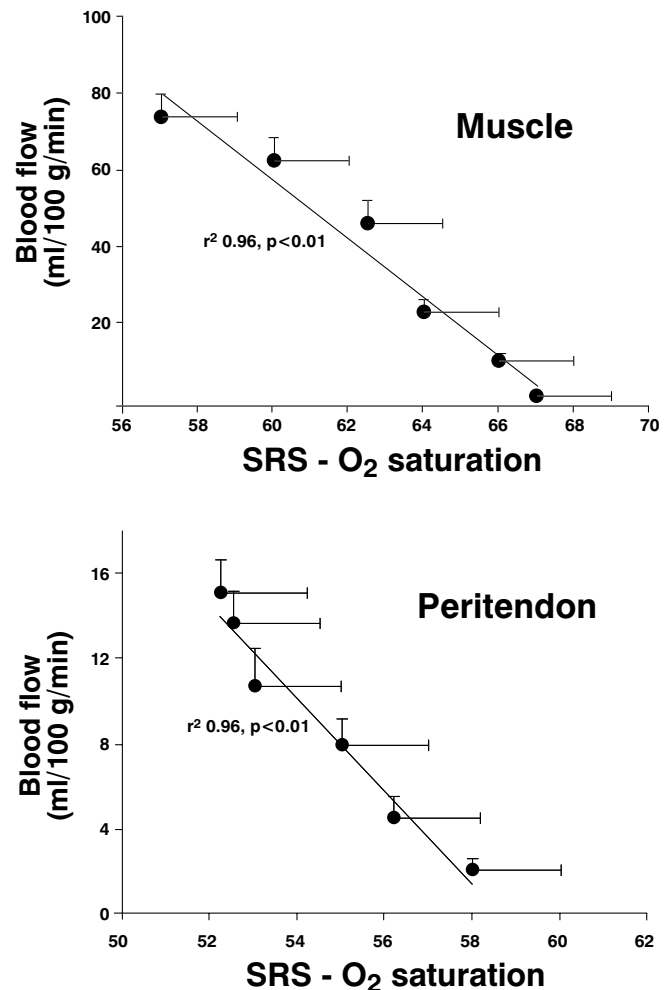 100
80
60
40
20
Blood flow
(ml/100 g/min)
Muscle
r² 0.96, p<0.01
56 58 60 62 64 66 68 70
SRS - O₂ saturation
16
12
8
4
0
Blood flow
(ml/100 g/min)
Peritendon
r² 0.96, p<0.01
50 52 54 56 58 60 62
SRS - O₂ saturation